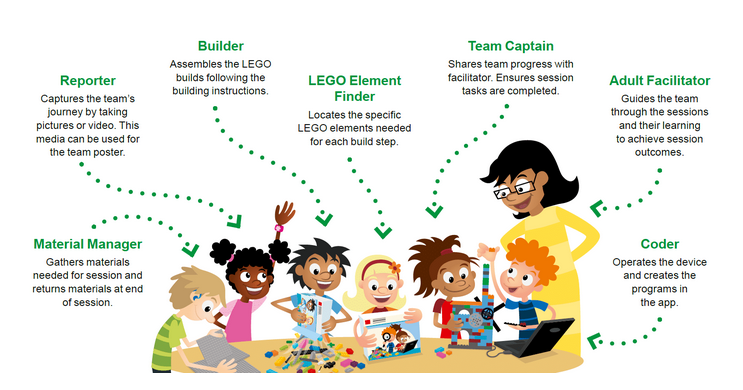 Builder
Assembles the LEGO
builds following the
building instructions.
Team Captain
Shares team progress with
facilitator. Ensures session
tasks are completed.
Reporter
Captures the team's
journey by taking
pictures or video. This
media can be used for
the team poster.
LEGO Element
Finder
Locates the specific
LEGO elements needed
for each build step.
Adult Facilitator
Guides the team
through the sessions
and their learning
to achieve session
outcomes.
Material Manager
Gathers materials
needed for session and
returns materials at end
of session.
Coder
Operates the device
and creates the
programs in
the app.